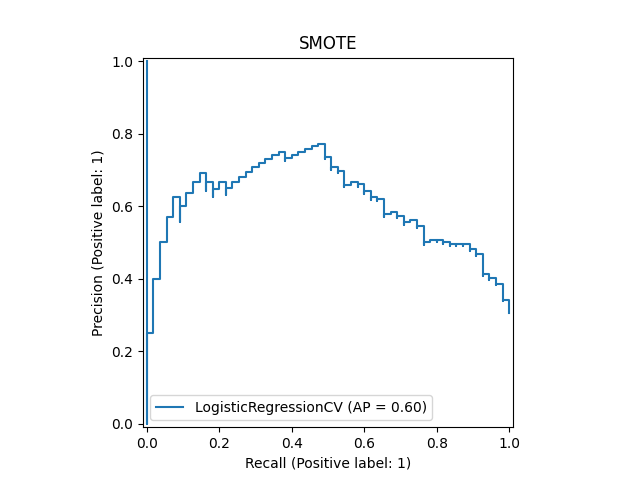 SMOTE
1.0
0.8
0.6
0.4
0.2
0.0
Precision (Positive label: 1)
LogisticRegressionCV (AP = 0.60)
0.0 0.2 0.4 0.6 0.8 1.0
Recall (Positive label: 1)